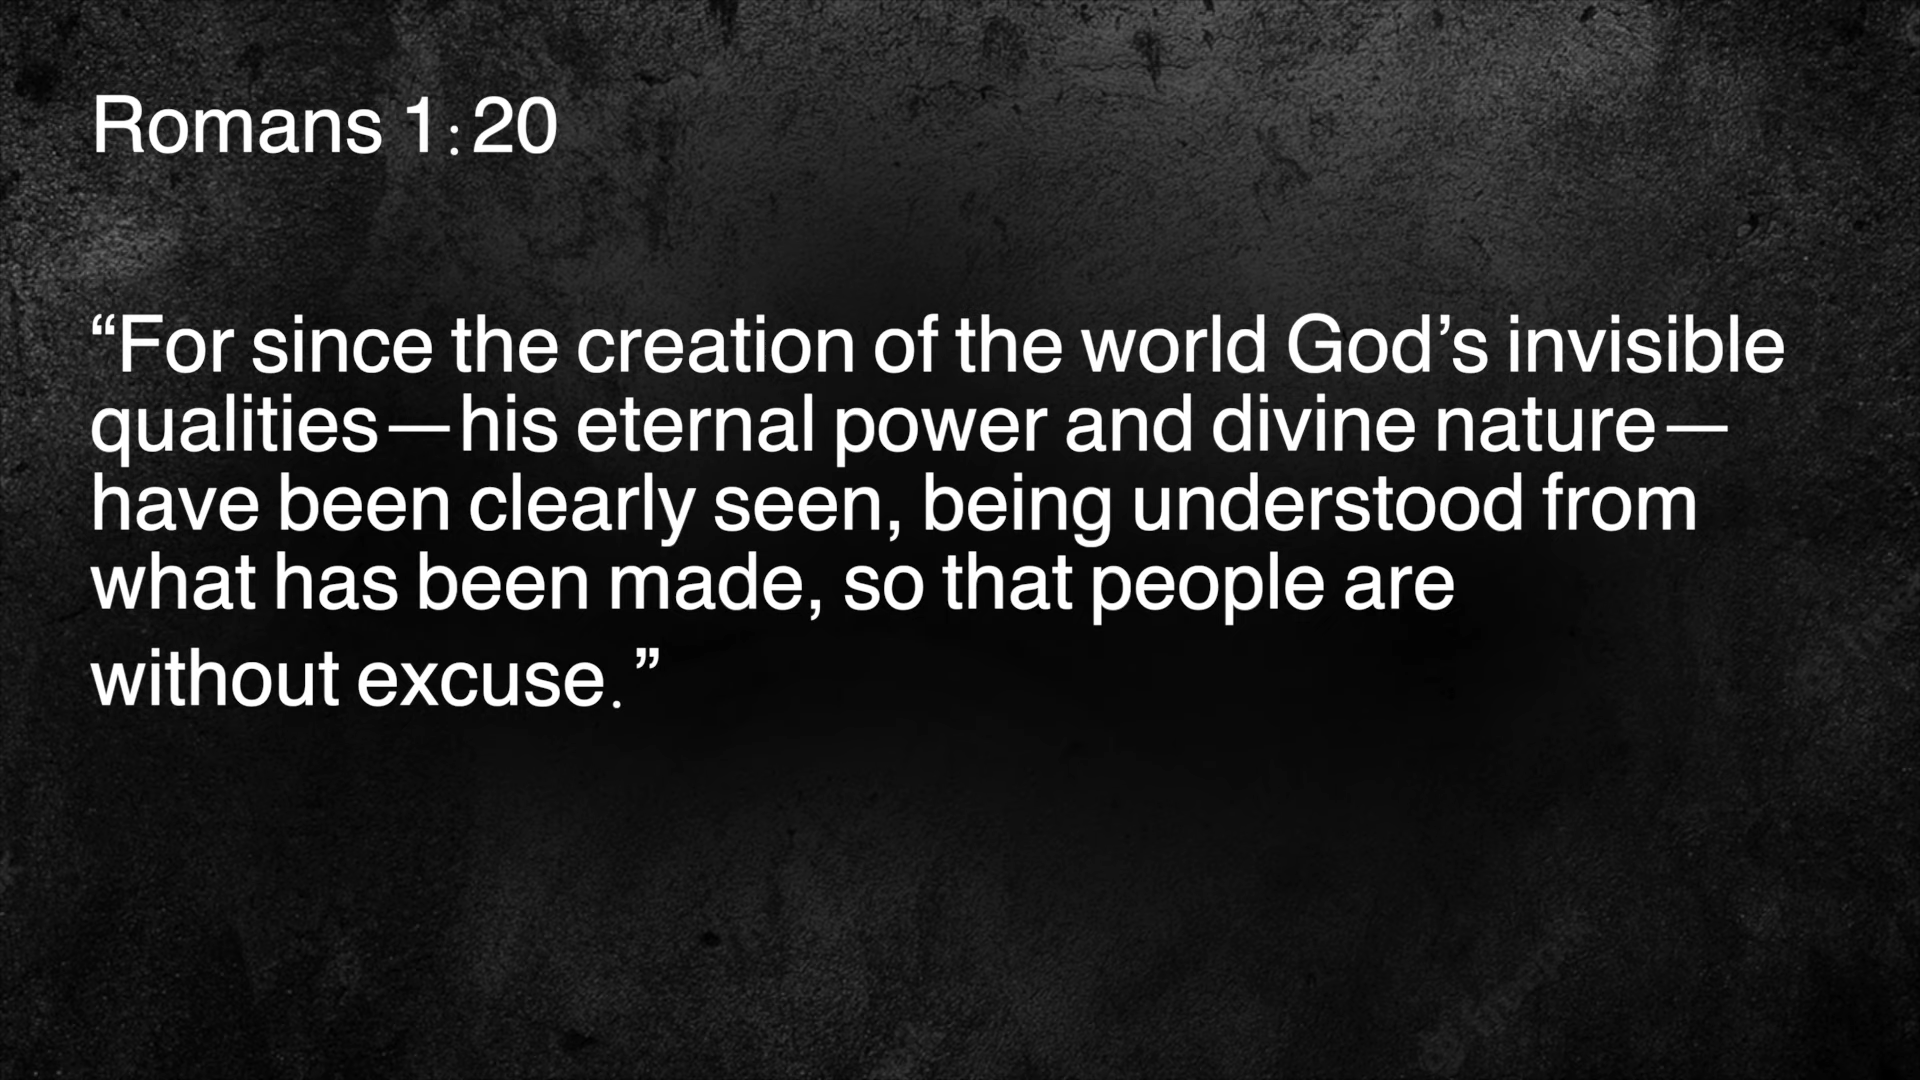 Romans 1:20
“For since the creation of the world God’s invisible
qualities—his eternal power and divine nature—
have been clearly seen, being understood from
what has been made, so that people are
without excuse.”